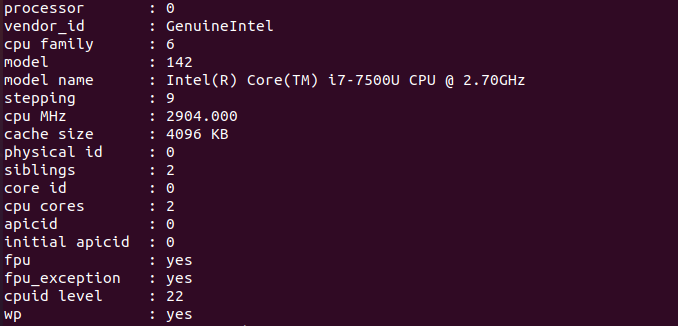 processor : 0
vendor_id : GenuineIntel
cpu family : 6
model : 142
model name : Intel(R) Core(TM) i7-7500U CPU @ 2.70GHz
stepping : 9
cpu MHz : 2904.000
cache size : 4096 KB
physical id : 0
siblings : 2
core id : 0
cpu cores : 2
apicid : 0
initial apicid : 0
fpu : yes
fpu_exception : yes
cpuid level : 22
wp : yes